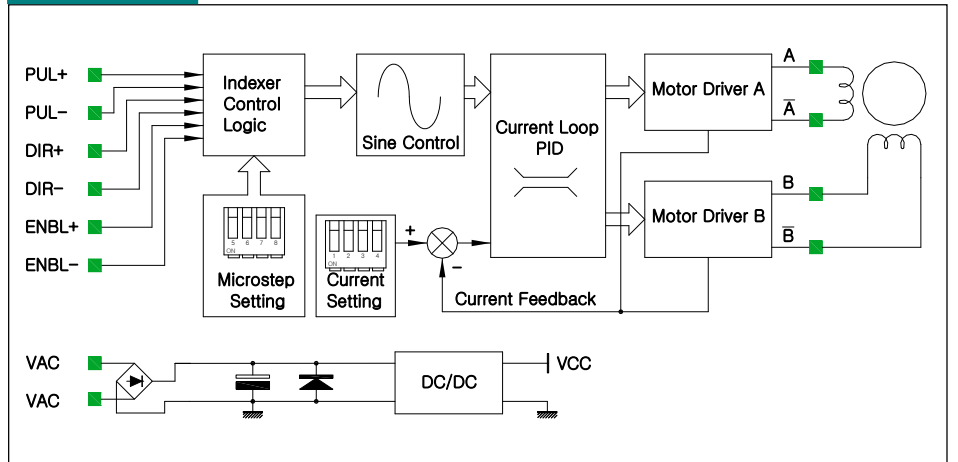 PUL+
PUL-
DIR+
DIR-
ENBL+
ENBL-
Indexer
Control
Logic
Sine Control
Current Loop
PID
Motor Driver A
Motor Driver B
A
A̅
B
B̅
5 6 7 8
ON
Microstep
Setting
1 2 3 4
ON
Current
Setting
+
-
Current Feedback
VAC
VAC
DC/DC
VCC